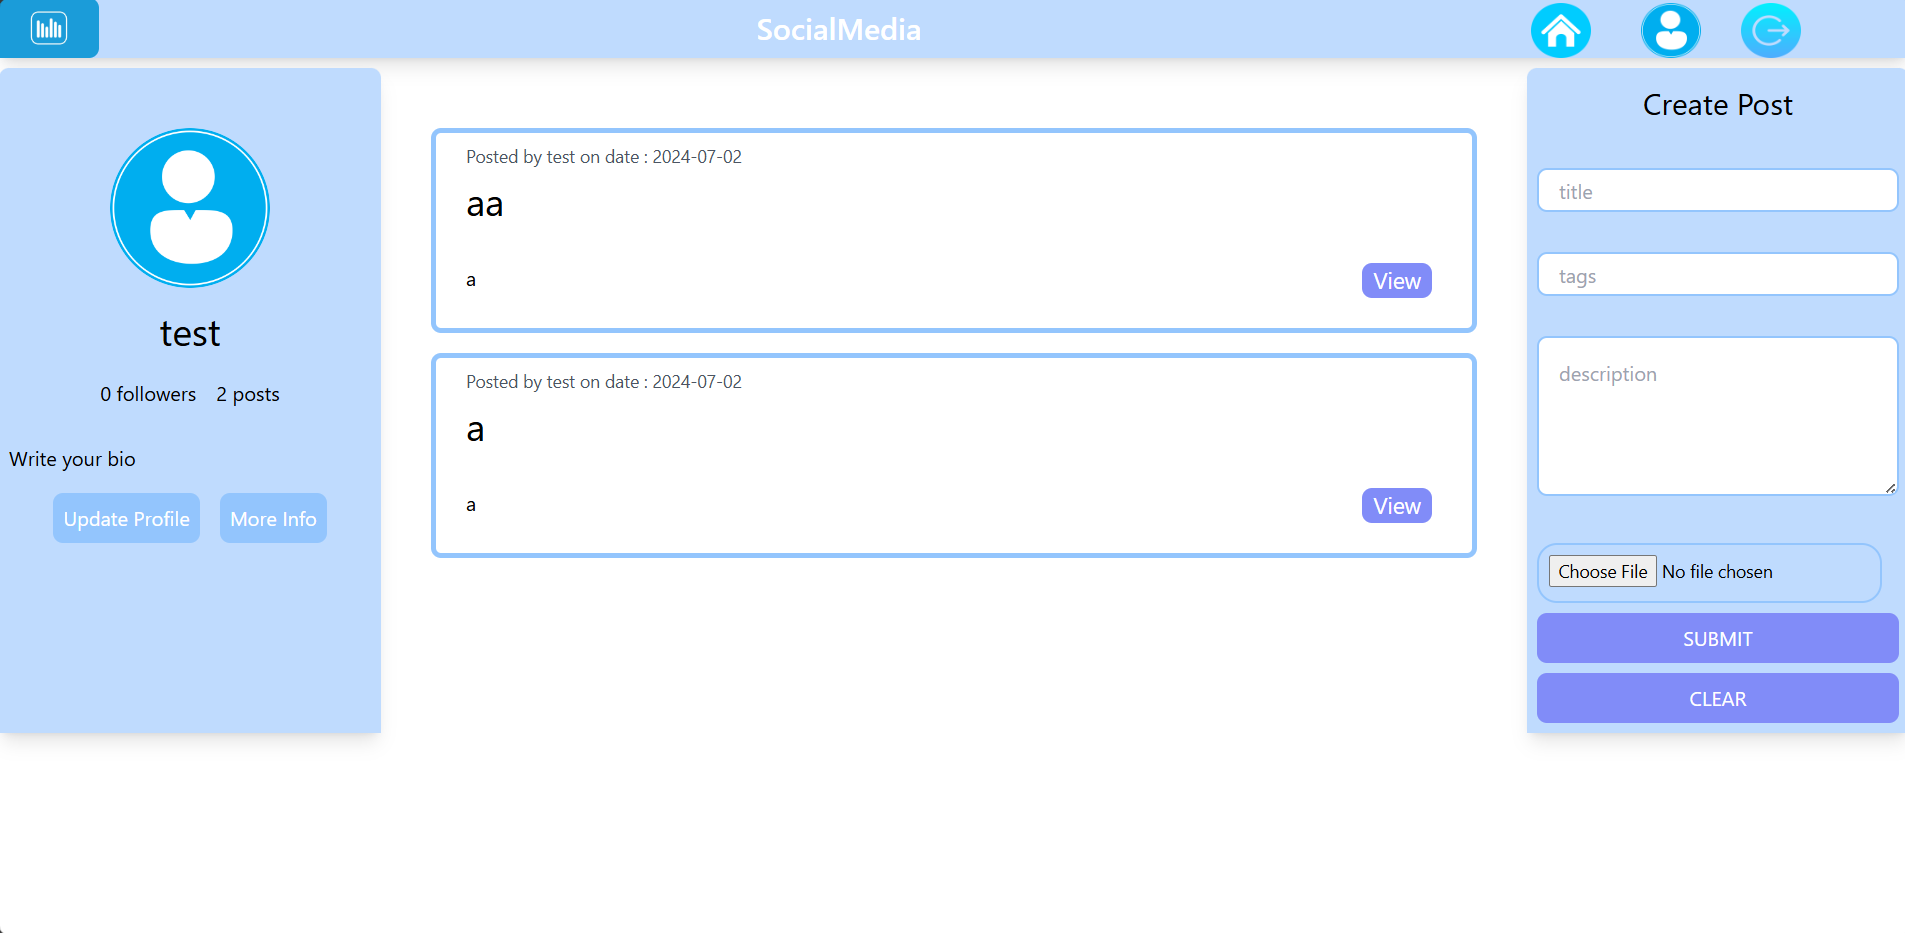 SocialMedia
test
0 followers 2 posts
Write your bio
Update Profile More Info
Posted by test on date : 2024-07-02
aa
a
View
Posted by test on date : 2024-07-02
a
a
View
Create Post
title
tags
description
Choose File No file chosen
SUBMIT
CLEAR